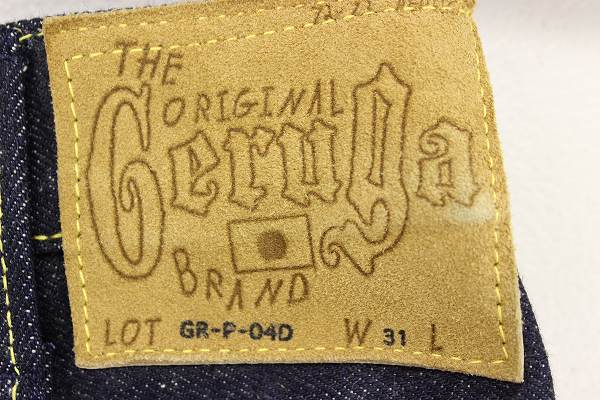 THE
ORIGINAL
Geruga
BRAND
LOT GR-P-04D W 31 L